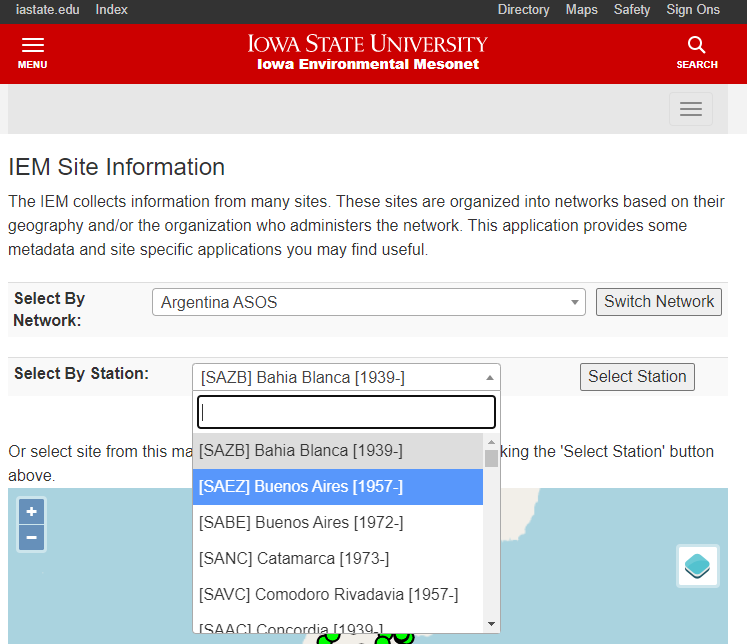 iastate.edu Index Directory Maps Safety Sign Ons
MENU
IOWA STATE UNIVERSITY
Iowa Environmental Mesonet
SEARCH
IEM Site Information
The IEM collects information from many sites. These sites are organized into networks based on their
geography and/or the organization who administers the network. This application provides some
metadata and site specific applications you may find useful.
Select By
Network:
Argentina ASOS
Switch Network
Select By Station:
[SAZB] Bahia Blanca [1939-]
Select Station
[SAZB] Bahia Blanca [1939-]
Or select site from this
the 'Select Station' button
above.
[SAEZ] Buenos Aires [1957-]
+
−
[SABE] Buenos Aires [1972-]
[SANC] Catamarca [1973-]
[SAVC] Comodoro Rivadavia [1957-]
[SAAC] Concordia [1939-]